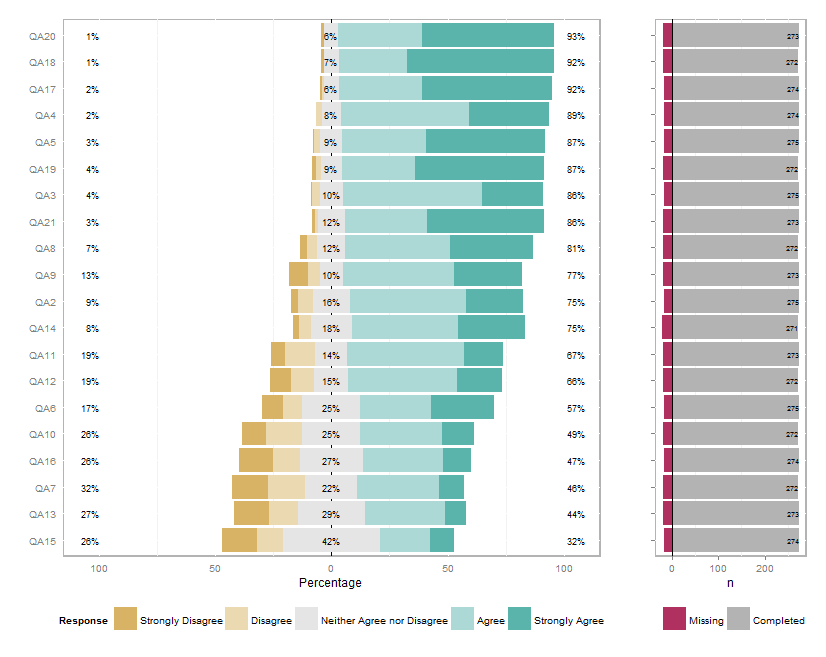 QA20 1% 6% 93% 273
QA18 1% 7% 92% 272
QA17 2% 6% 92% 274
QA4 2% 8% 89% 274
QA5 3% 9% 87% 275
QA19 4% 9% 87% 272
QA3 4% 10% 86% 275
QA21 3% 12% 86% 273
QA8 7% 12% 81% 272
QA9 13% 10% 77% 273
QA2 9% 16% 75% 275
QA14 8% 18% 75% 271
QA11 19% 14% 67% 273
QA12 19% 15% 66% 272
QA6 17% 25% 57% 275
QA10 26% 25% 49% 272
QA16 26% 27% 47% 274
QA7 32% 22% 46% 272
QA13 27% 29% 44% 273
QA15 26% 42% 32% 274
100 50 0 50 100 0 100 200
Percentage n
Response Strongly Disagree Disagree Neither Agree nor Disagree Agree Strongly Agree Missing Completed